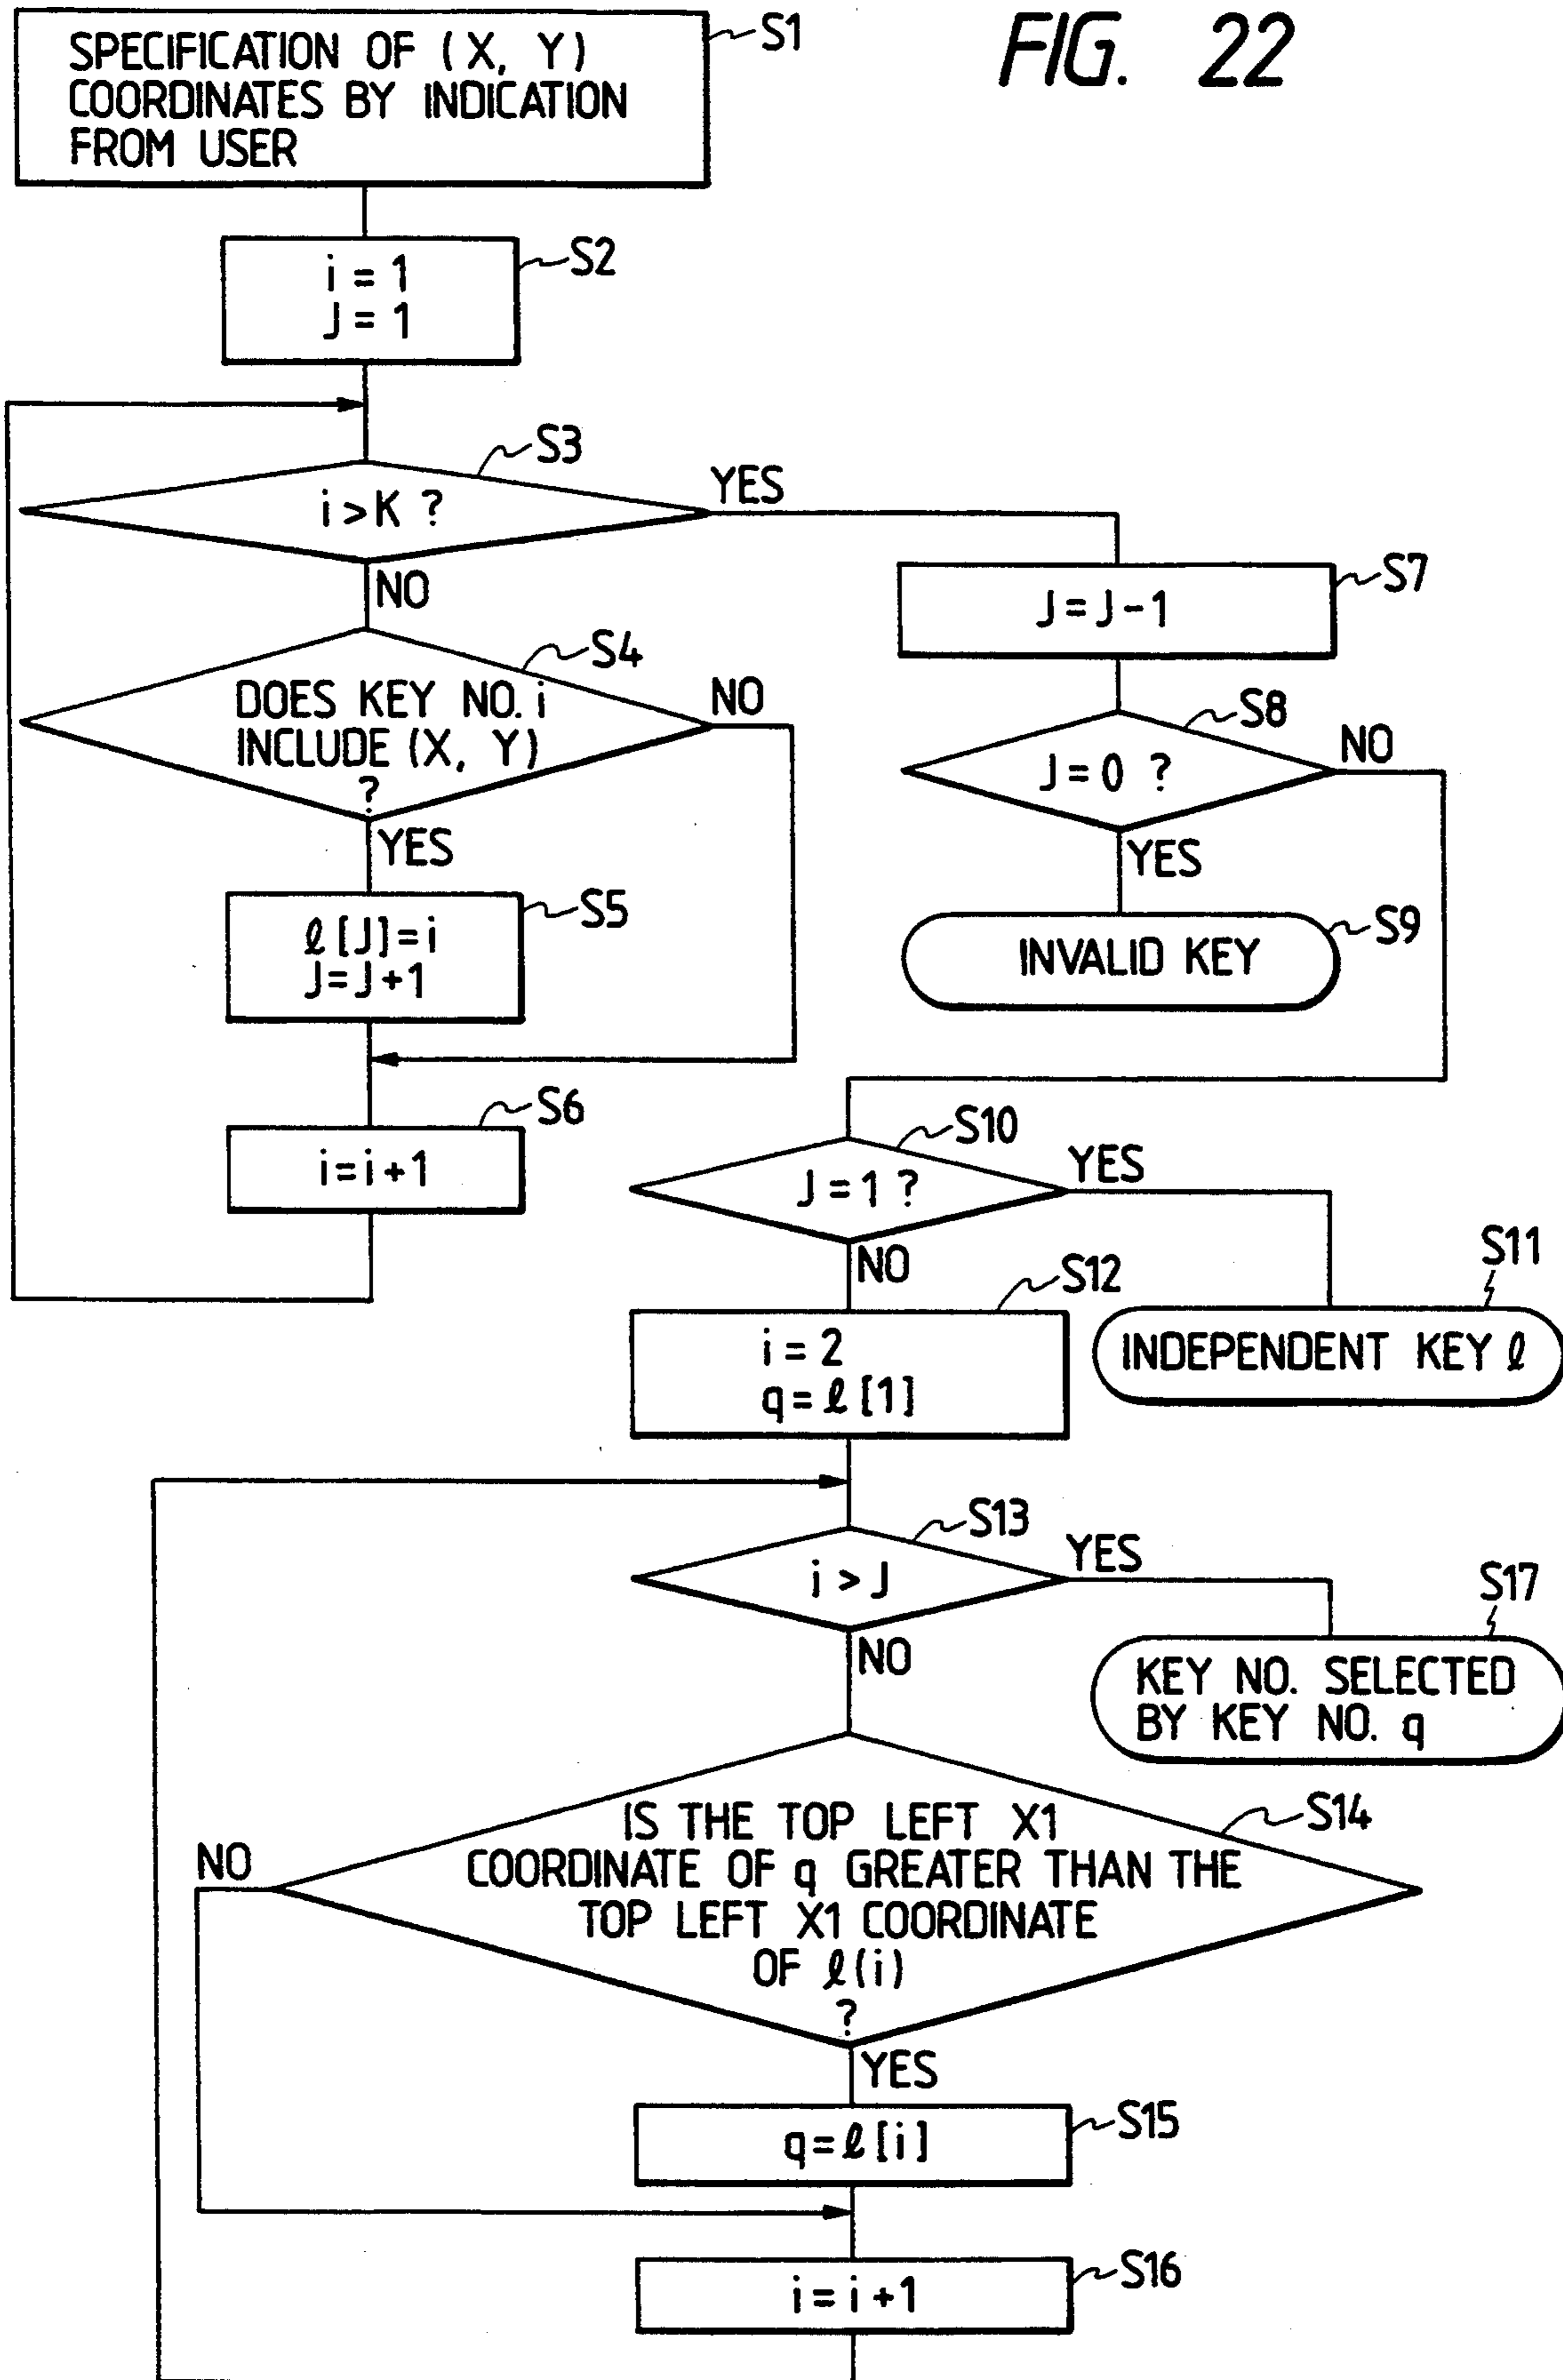 FIG. 22
SPECIFICATION OF (X, Y)
COORDINATES BY INDICATION
FROM USER
S1
i = 1
J = 1
S2
i > K ?
S3
YES
NO
DOES KEY NO. i
INCLUDE (X, Y)
?
S4
NO
YES
ℓ [J] = i
J = J + 1
S5
i = i + 1
S6
J = J - 1
S7
J = 0 ?
S8
NO
YES
INVALID KEY
S9
J = 1 ?
S10
YES
NO
INDEPENDENT KEY ℓ
S11
i = 2
q = ℓ [1]
S12
i > J
S13
YES
NO
KEY NO. SELECTED
BY KEY NO. q
S17
IS THE TOP LEFT X1
COORDINATE OF q GREATER THAN THE
TOP LEFT X1 COORDINATE
OF ℓ(i)
?
S14
NO
YES
q = ℓ [i]
S15
i = i + 1
S16